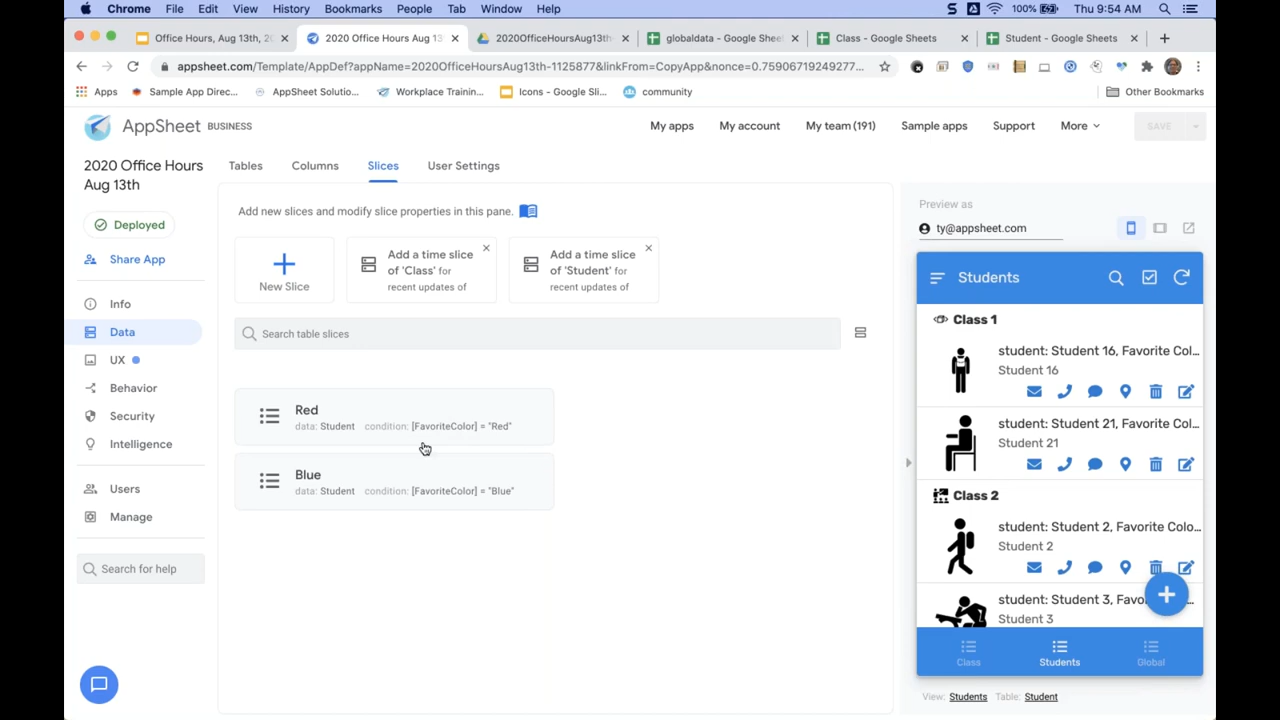 Chrome File Edit View History Bookmarks People Tab Window Help 100% Thu 9:54 AM
Office Hours, Aug 13th, 20 2020 Office Hours Aug 13 2020OfficeHoursAug13th globaldata - Google Sheet Class - Google Sheets Student - Google Sheets
appsheet.com/Template/AppDef?appName=2020OfficeHoursAug13th-1125877&linkFrom=CopyApp&nonce=0.75906719249277...
Apps Sample App Direc... AppSheet Solutio... Workplace Trainin... Icons - Google Sli... community Other Bookmarks
AppSheet BUSINESS My apps My account My team (191) Sample apps Support More SAVE
2020 Office Hours
Aug 13th
Deployed
Share App
Info
Data
UX
Behavior
Security
Intelligence
Users
Manage
Search for help
Tables Columns Slices User Settings
Add new slices and modify slice properties in this pane.
New Slice
Add a time slice
of 'Class' for
recent updates of
Add a time slice
of 'Student' for
recent updates of
Search table slices
Red
data: Student condition: [FavoriteColor] = "Red"
Blue
data: Student condition: [FavoriteColor] = "Blue"
Preview as
ty@appsheet.com
Students
Class 1
student: Student 16, Favorite Col...
Student 16
student: Student 21, Favorite Col...
Student 21
Class 2
student: Student 2, Favorite Colo...
Student 2
student: Student 3, Favo
Student 3
Class Students Global
View: Students Table: Student